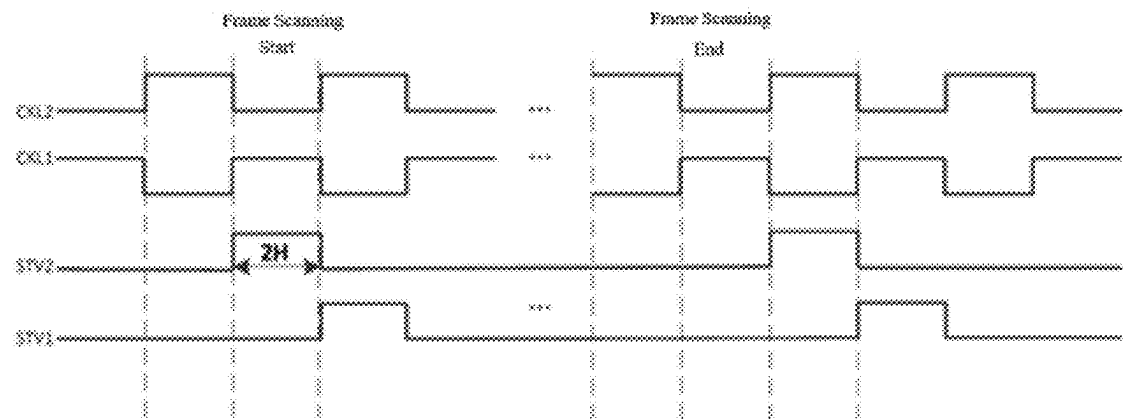 Frame Scanning
Start
Frame Scanning
End
CKL2
...
CKL1
...
2H
STV2
...
STV1